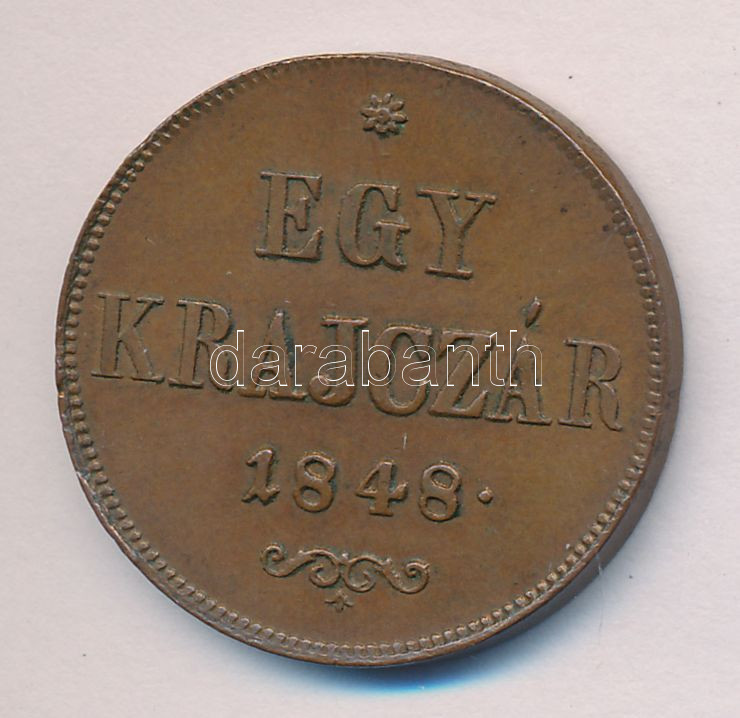 EGY
KRAJCZÁR
darabanth
1848.